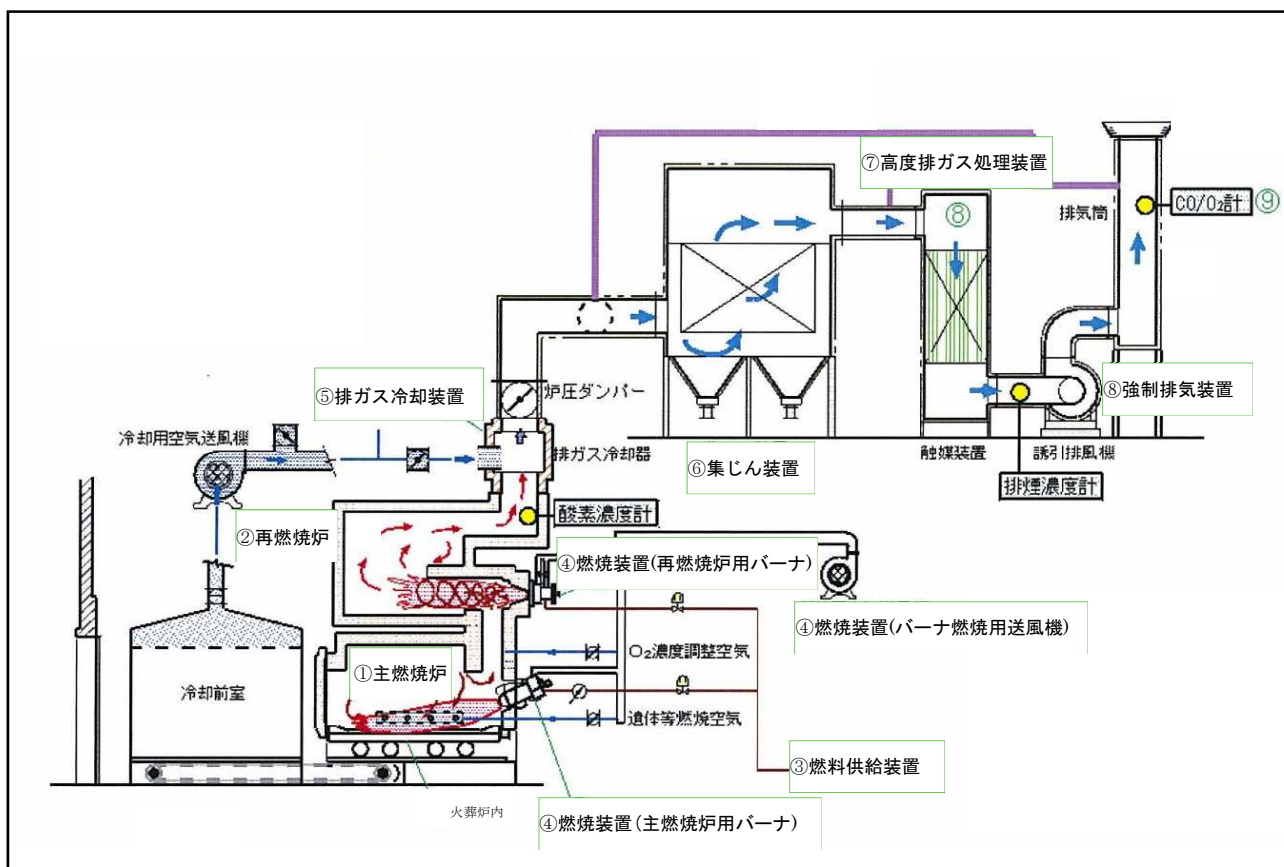 ⑦高度排ガス処理装置
⑧
排気筒
CO/O₂計
⑨
⑤排ガス冷却装置
炉圧ダンパー
⑧強制排気装置
冷却用空気送風機
排ガス冷却器
⑥集じん装置
触媒装置
誘引排風機
排煙濃度計
酸素濃度計
②再燃焼炉
④燃焼装置(再燃焼炉用バーナ)
④燃焼装置(バーナ燃焼用送風機)
O₂濃度調整空気
①主燃焼炉
冷却前室
遺体等燃焼空気
③燃料供給装置
火葬炉内
④燃焼装置(主燃焼炉用バーナ)